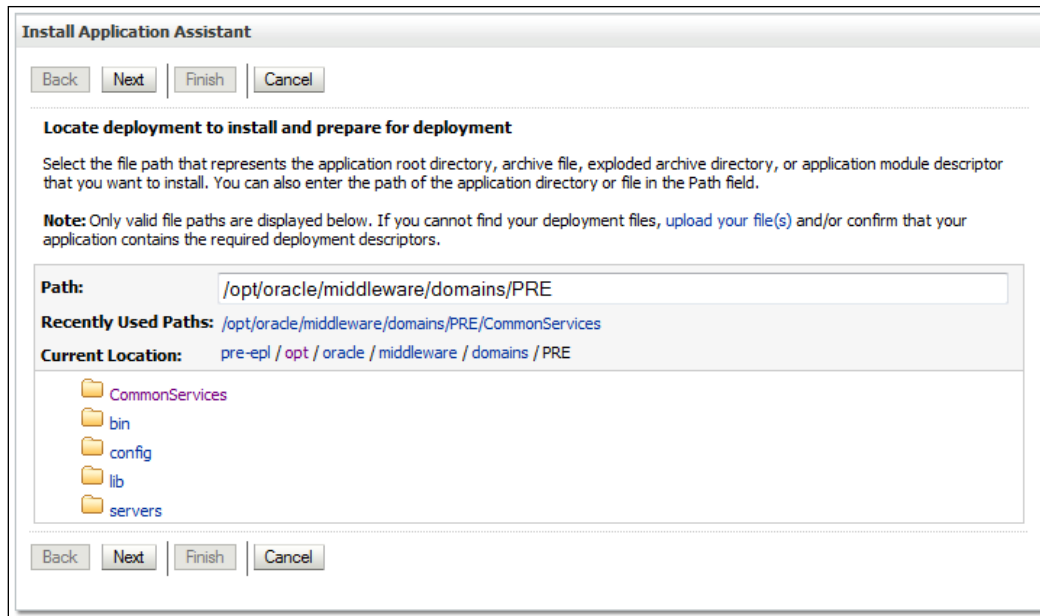 Install Application Assistant
Back Next Finish Cancel
Locate deployment to install and prepare for deployment
Select the file path that represents the application root directory, archive file, exploded archive directory, or application module descriptor
that you want to install. You can also enter the path of the application directory or file in the Path field.
Note: Only valid file paths are displayed below. If you cannot find your deployment files, upload your file(s) and/or confirm that your
application contains the required deployment descriptors.
Path: /opt/oracle/middleware/domains/PRE
Recently Used Paths: /opt/oracle/middleware/domains/PRE/CommonServices
Current Location: pre-epl / opt / oracle / middleware / domains / PRE
CommonServices
bin
config
lib
servers
Back Next Finish Cancel